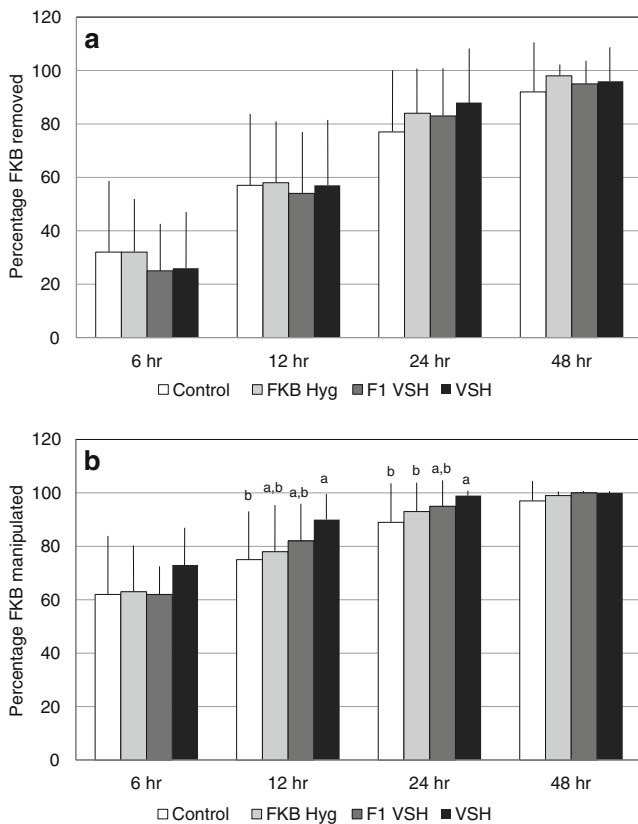 a
Percentage FKB removed
120
100
80
60
40
20
0
6 hr 12 hr 24 hr 48 hr
Control FKB Hyg F1 VSH VSH
b
Percentage FKB manipulated
120
100
80
60
40
20
0
b a,b a,b a b b a,b a
6 hr 12 hr 24 hr 48 hr
Control FKB Hyg F1 VSH VSH